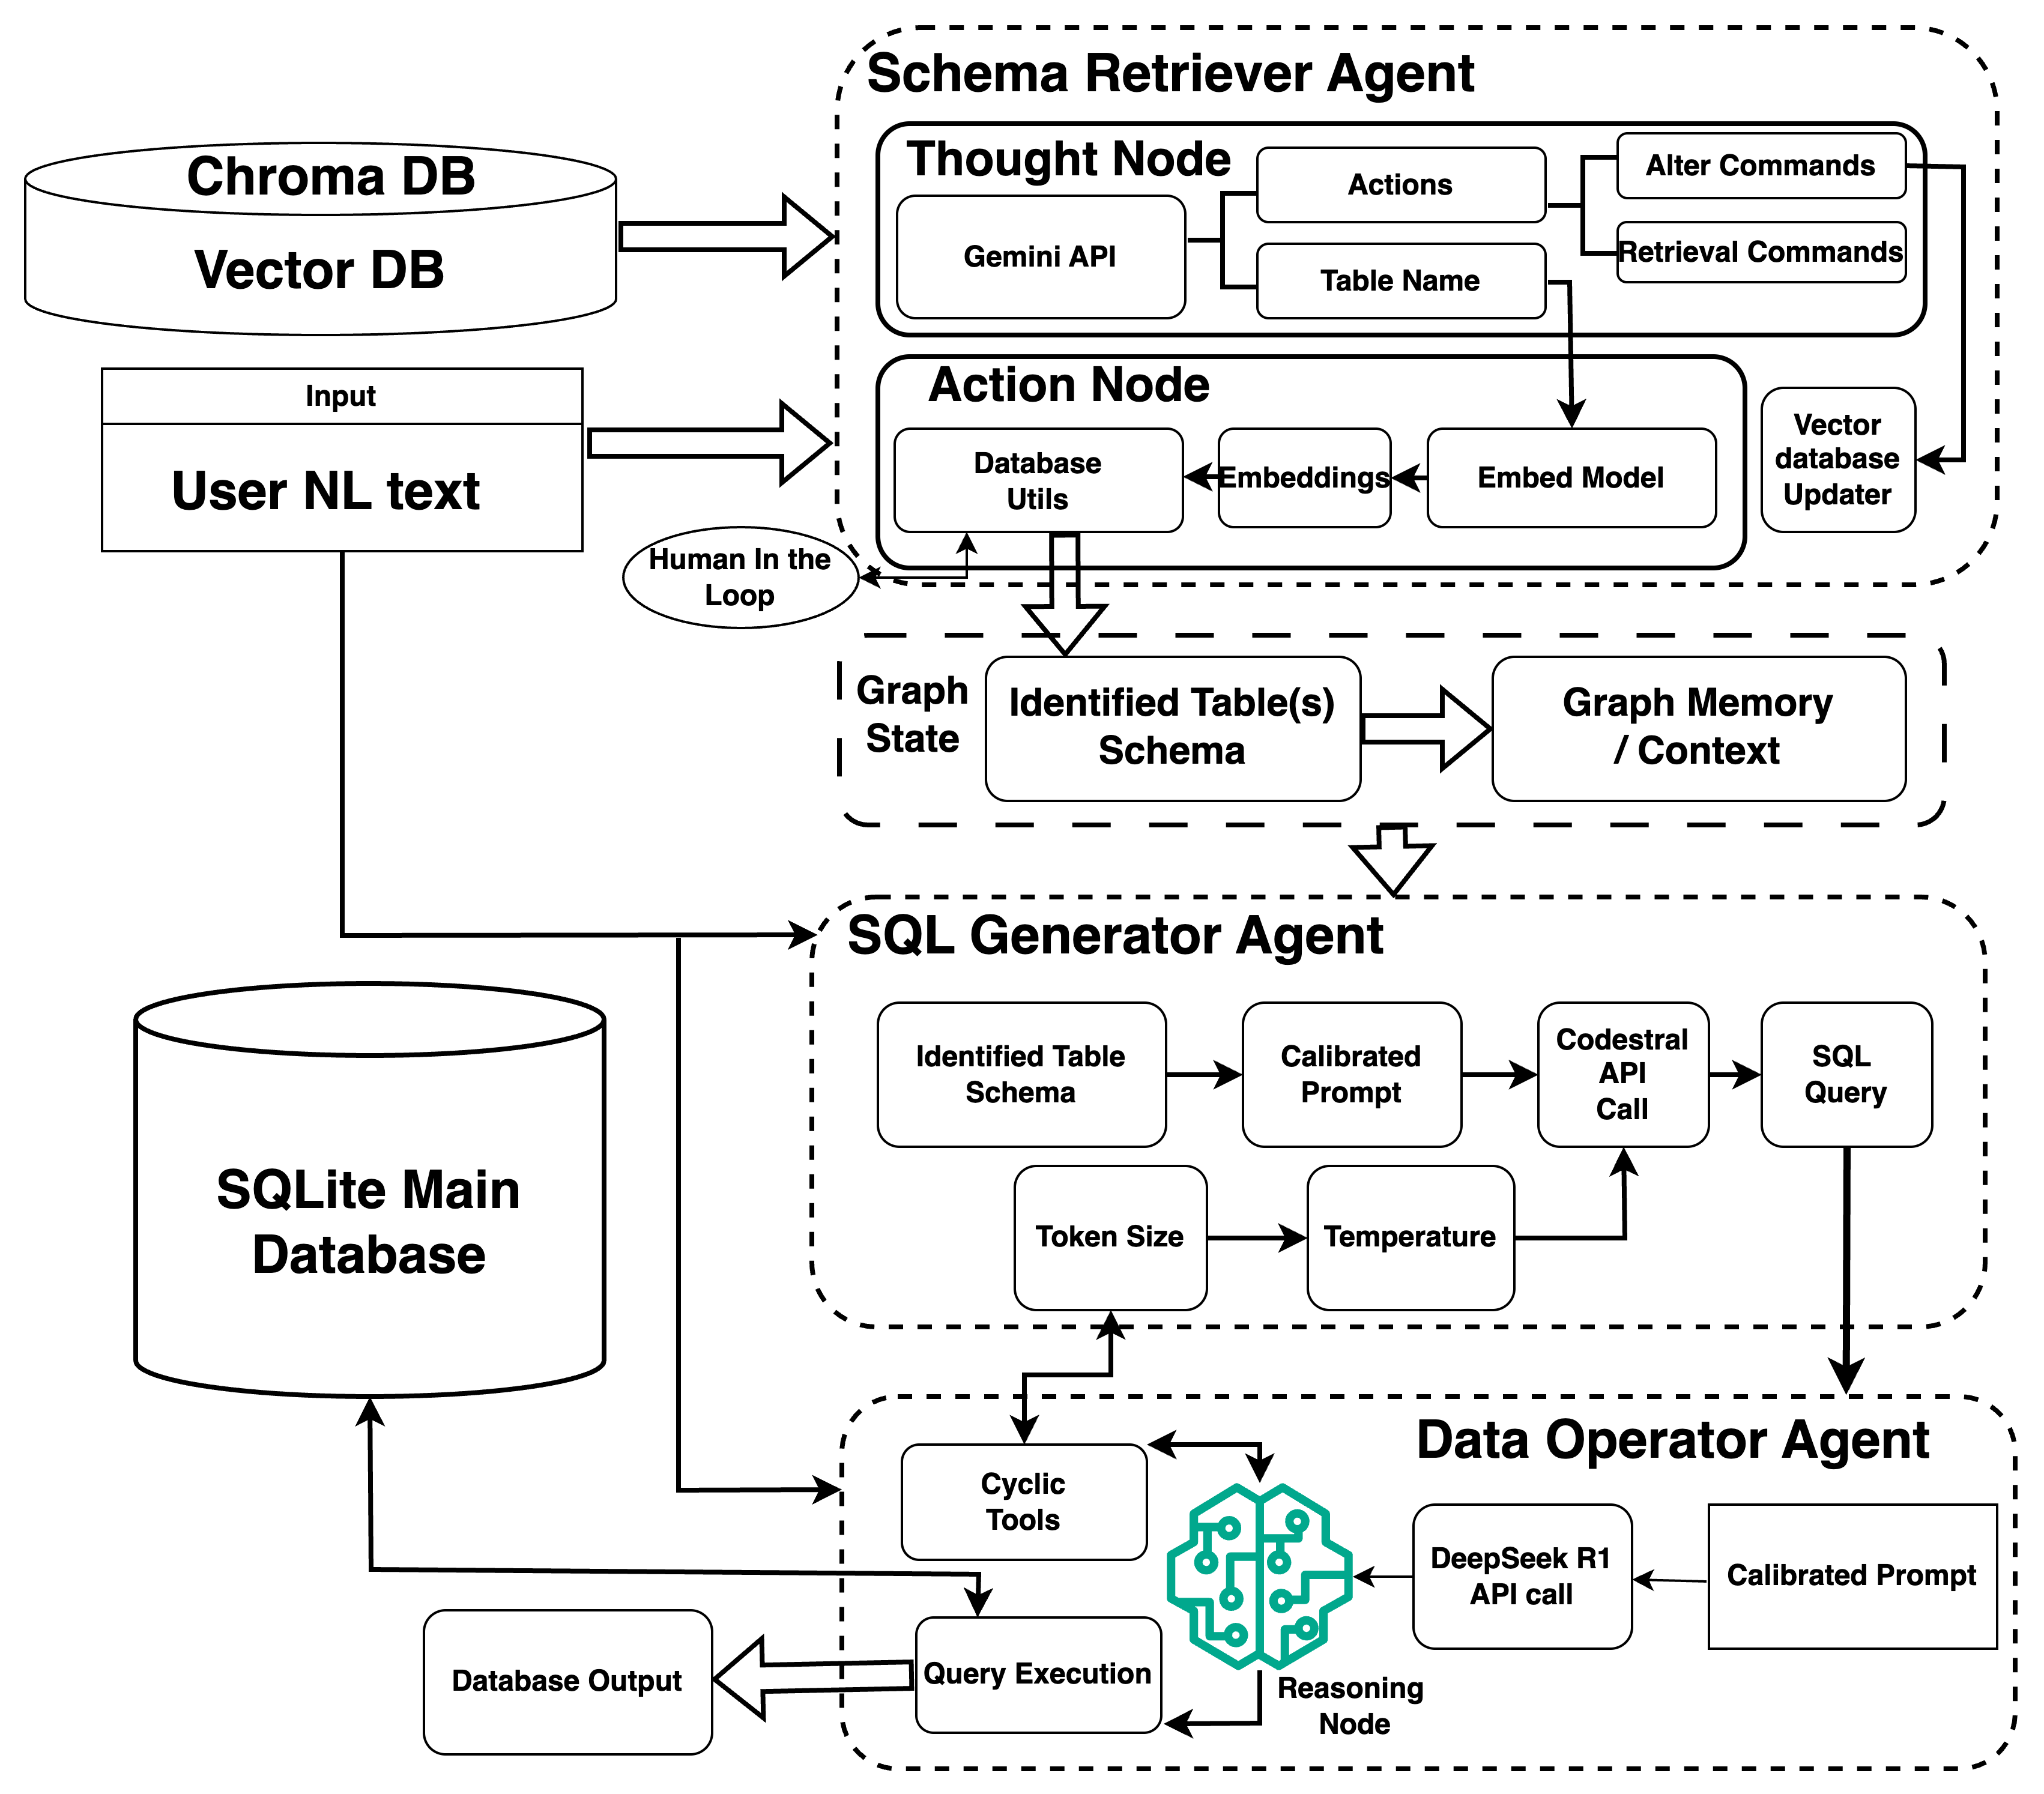 Schema Retriever Agent
Chroma DB
Vector DB
Thought Node
Gemini API
Actions
Table Name
Alter Commands
Retrieval Commands
Input
User NL text
Action Node
Database
Utils
Embeddings
Embed Model
Vector
database
Updater
Human In the
Loop
Graph
State
Identified Table(s)
Schema
Graph Memory
/ Context
SQL Generator Agent
Identified Table
Schema
Calibrated
Prompt
Codestral
API
Call
SQL
Query
Token Size
Temperature
SQLite Main
Database
Data Operator Agent
Cyclic
Tools
DeepSeek R1
API call
Calibrated Prompt
Query Execution
Reasoning
Node
Database Output